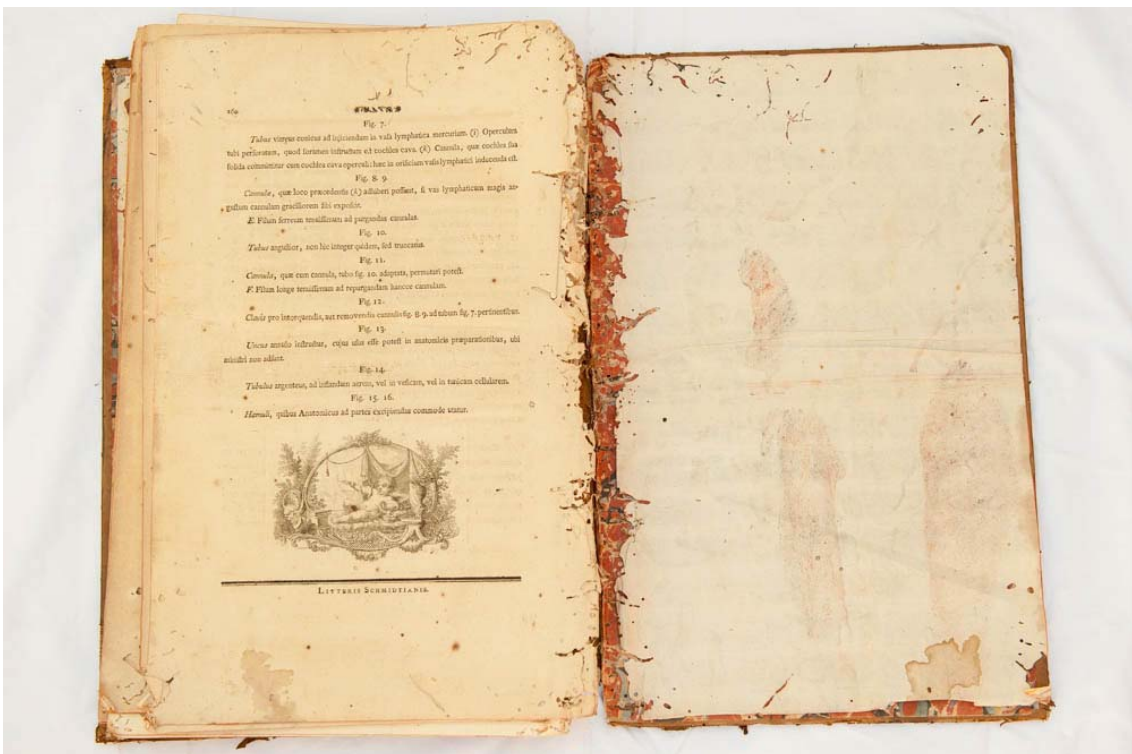 Fig. 7.
Tubus vitreus conicus ad injiciendum in vasa lymphatica mercurium. (i) Operculum
tubi perforatum, quod foramen instructum est cochlea cava. (k) Cannula, quæ cochlea sua
solida committitur cum cochlea cava operculi: hæc in orificium vasis lymphatici inducenda est.
Fig. 8. 9.
Cannulæ, quæ loco præcedentis (k) adhiberi possunt, si vas lymphaticum magis an-
gustum cannulam graciliorem sibi exposcit.
E. Filum ferreum tenuissimum ad purgandas cannulas.
Fig. 10.
Tubus angustior, non hic integer quidem, sed truncatus.
Fig. 11.
Cannula, quæ cum cannula, tubo fig. 10. adaptata, permutari potest.
F. Filum longe tenuissimum ad repurgandam hancce cannulam.
Fig. 12.
Clavis pro intorquendis, aut removendis cannulis fig. 8. 9. ad tubum fig. 7. pertinentibus.
Fig. 13.
Uncus annulo instructus, cujus usus esse potest in anatomicis præparationibus, ubi
ministri non adsunt.
Fig. 14.
Tubulus argenteus, ad inflandum aerem, vel in vesicam, vel in tunicam cellularem.
Fig. 15. 16.
Hamuli, quibus Anatomicus ad partes excipiendas commode utatur.
LITTERIS SCHMIDTIANIS.